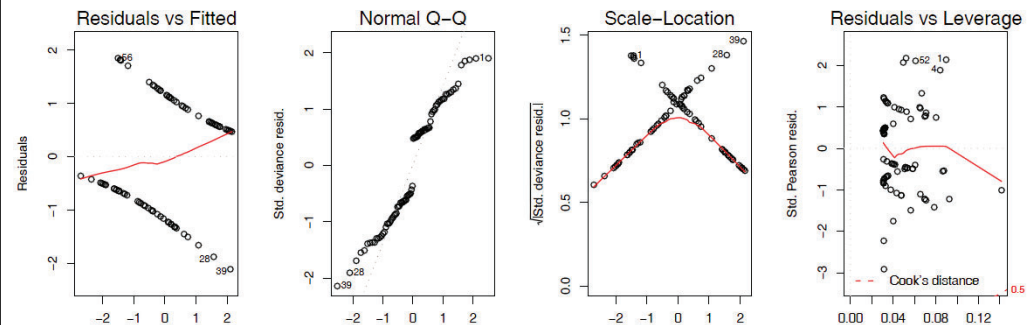 Residuals vs Fitted
Residuals
2
1
0
−1
−2
56
28
39
−2 −1 0 1 2
Normal Q−Q
Std. deviance resid.
2
1
0
−1
−2
1
28
39
−2 −1 0 1 2
Scale−Location
√|Std. deviance resid.|
1.5
1.0
0.5
0.0
1
28
39
−2 −1 0 1 2
Residuals vs Leverage
Std. Pearson resid.
2
1
0
−1
−2
−3
52
1
4
Cook's distance
0.5
0.00 0.04 0.08 0.12